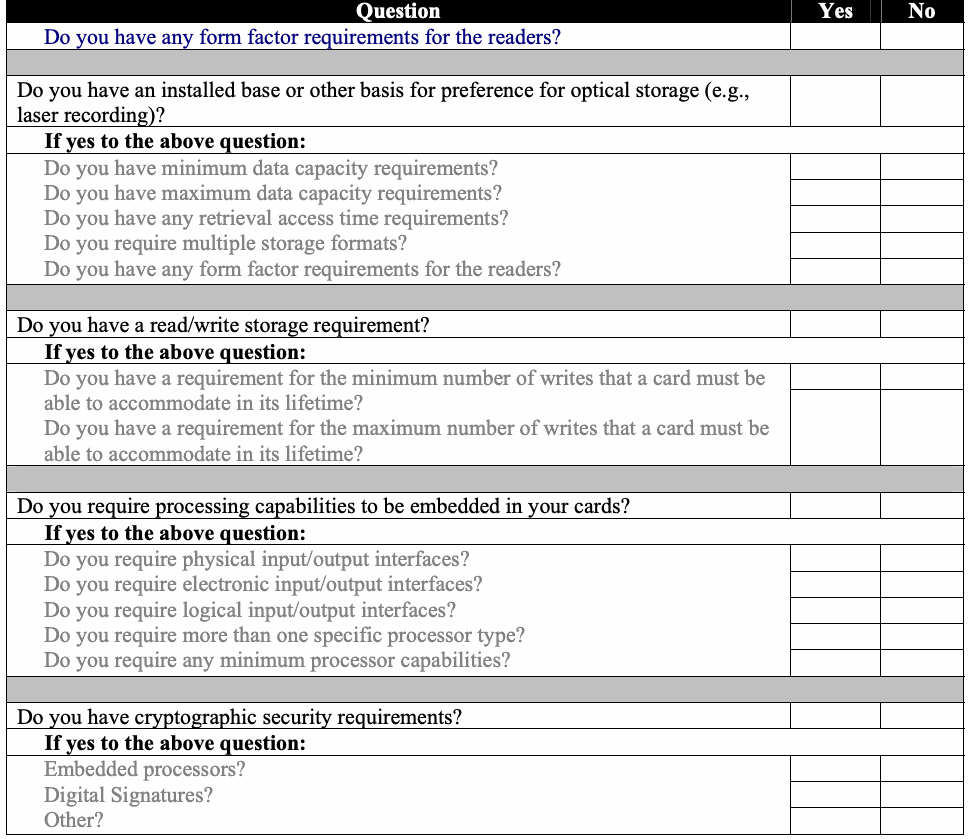 Question Yes No
Do you have any form factor requirements for the readers?
Do you have an installed base or other basis for preference for optical storage (e.g.,
laser recording)?
If yes to the above question:
Do you have minimum data capacity requirements?
Do you have maximum data capacity requirements?
Do you have any retrieval access time requirements?
Do you require multiple storage formats?
Do you have any form factor requirements for the readers?
Do you have a read/write storage requirement?
If yes to the above question:
Do you have a requirement for the minimum number of writes that a card must be
able to accommodate in its lifetime?
Do you have a requirement for the maximum number of writes that a card must be
able to accommodate in its lifetime?
Do you require processing capabilities to be embedded in your cards?
If yes to the above question:
Do you require physical input/output interfaces?
Do you require electronic input/output interfaces?
Do you require logical input/output interfaces?
Do you require more than one specific processor type?
Do you require any minimum processor capabilities?
Do you have cryptographic security requirements?
If yes to the above question:
Embedded processors?
Digital Signatures?
Other?